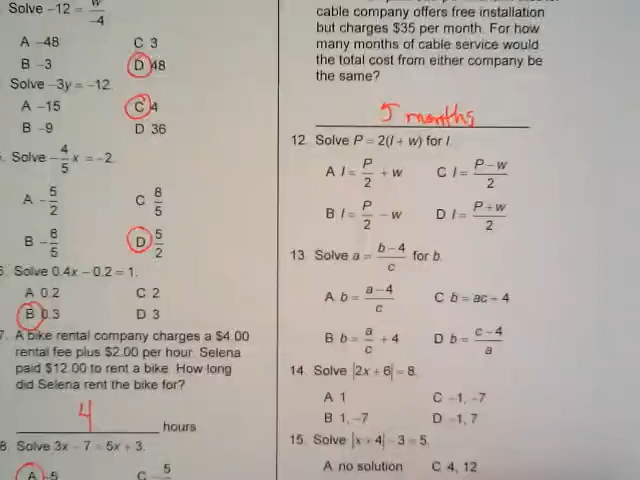 Solve -12 = w/-4
A -48 C 3
B -3 D 48
Solve -3y = -12.
A -15 C 4
B -9 D 36
Solve -4/5 x = -2.
A -5/2 C 8/5
B -8/5 D 5/2
6. Solve 0.4x - 0.2 = 1.
A 0.2 C 2
B 0.3 D 3
7. A bike rental company charges a $4.00
rental fee plus $2.00 per hour. Selena
paid $12.00 to rent a bike. How long
did Selena rent the bike for?
4 hours
8. Solve 3x - 7 = 5x + 3.
A -5 C -5
cable company offers free installation
but charges $35 per month. For how
many months of cable service would
the total cost from either company be
the same?
5 months
12. Solve P = 2(l + w) for l.
A l = P/2 + w C l = P-w/2
B l = P/2 - w D l = P+w/2
13. Solve a = b-4/c for b.
A b = a-4/c C b = ac + 4
B b = a/c + 4 D b = c-4/a
14. Solve |2x + 6| = 8.
A 1 C -1, -7
B 1, -7 D -1, 7
15. Solve |x + 4| - 3 = 5.
A no solution C 4, 12